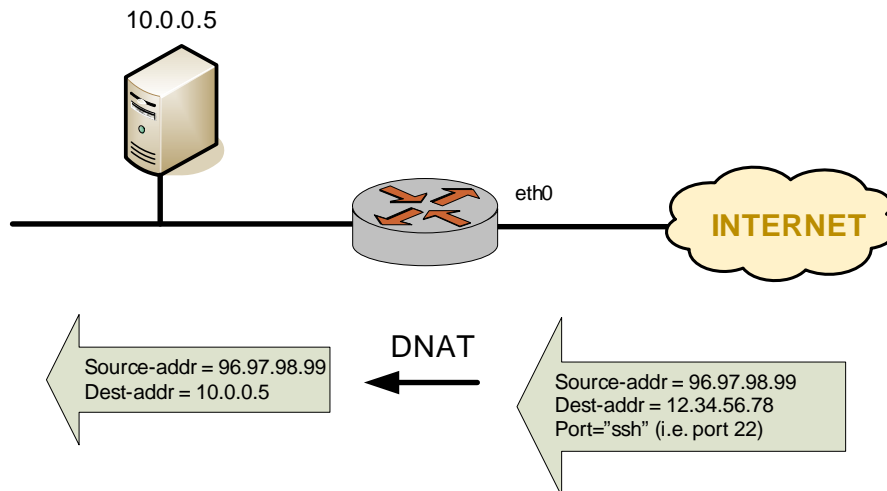 10.0.0.5
eth0
INTERNET
DNAT
Source-addr = 96.97.98.99
Dest-addr = 10.0.0.5
Source-addr = 96.97.98.99
Dest-addr = 12.34.56.78
Port=”ssh” (i.e. port 22)